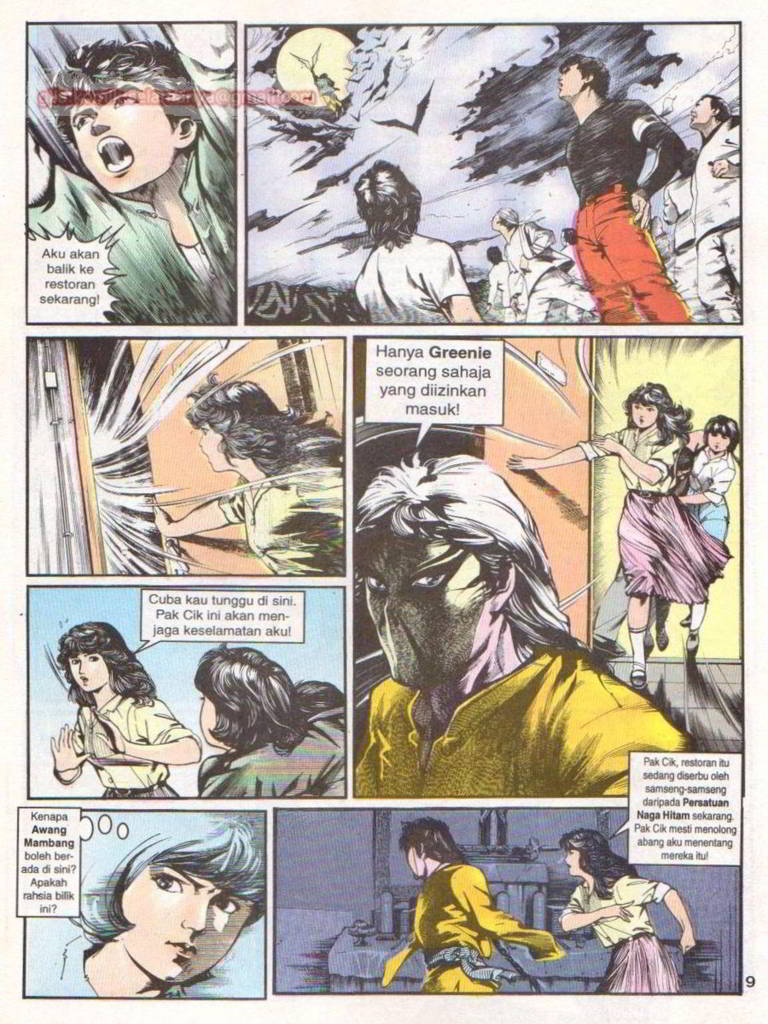 Aku akan
balik ke
restoran
sekarang!
Hanya Greenie
seorang sahaja
yang diizinkan
masuk!
Cuba kau tunggu di sini.
Pak Cik ini akan men-
jaga keselamatan aku!
Pak Cik, restoran itu
sedang diserbu oleh
samseng-samseng
daripada Persatuan
Naga Hitam sekarang.
Pak Cik mesti menolong
abang aku menentang
mereka itu!
Kenapa
Awang
Mambang
boleh ber-
ada di sini?
Apakah
rahsia bilik
ini?
9